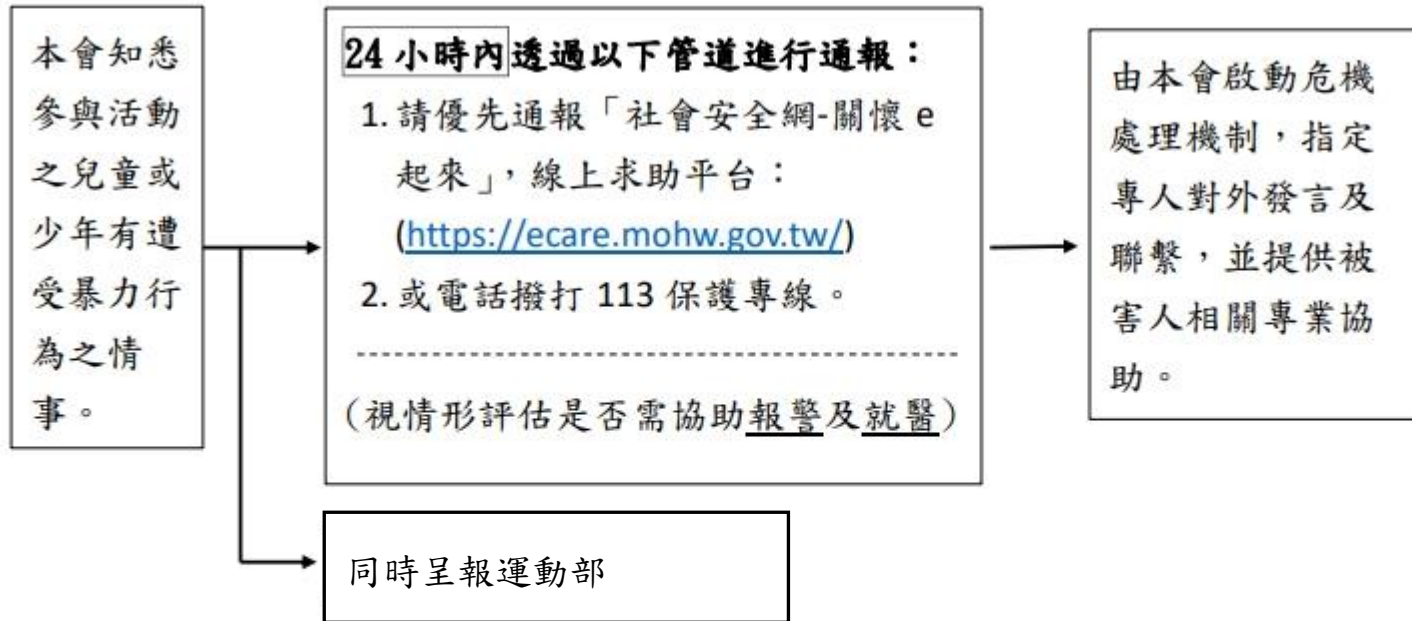 本會知悉
參與活動
之兒童或
少年有遭
受暴力行
為之情
事。
24 小時內透過以下管道進行通報：
1. 請優先通報「社會安全網-關懷 e
起來」，線上求助平台：
(https://ecare.mohw.gov.tw/)
2. 或電話撥打 113 保護專線。
（視情形評估是否需協助報警及就醫）
由本會啟動危機
處理機制，指定
專人對外發言及
聯繫，並提供被
害人相關專業協
助。
同時呈報運動部